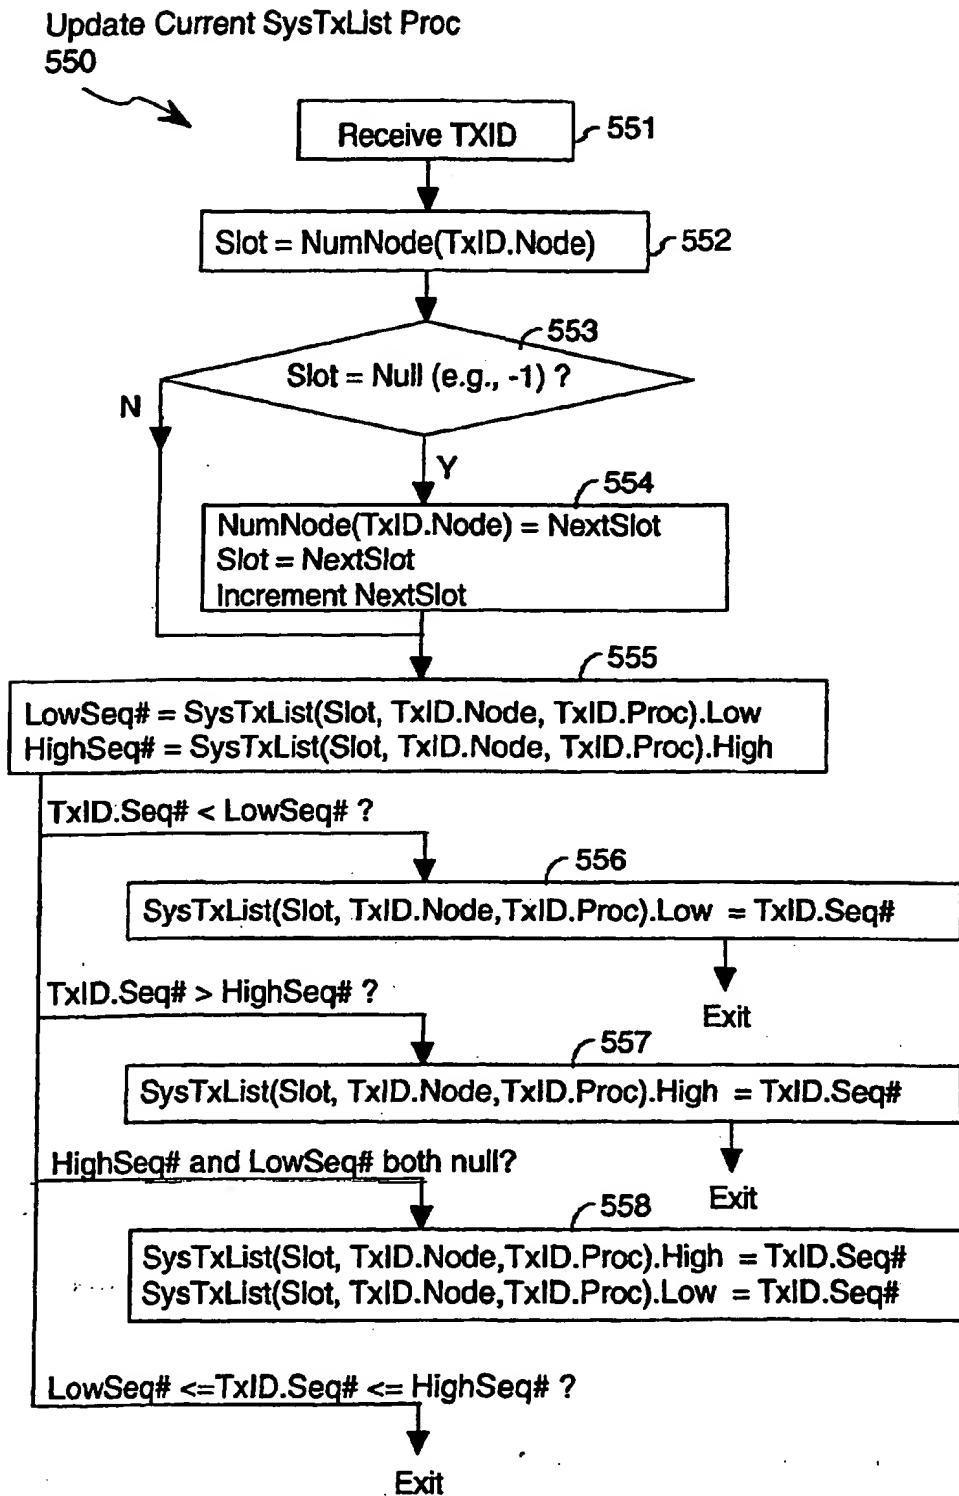 Update Current SysTxList Proc
550
Receive TXID
551
Slot = NumNode(TxID.Node)
552
553
Slot = Null (e.g., -1) ?
N
Y
554
NumNode(TxID.Node) = NextSlot
Slot = NextSlot
Increment NextSlot
555
LowSeq# = SysTxList(Slot, TxID.Node, TxID.Proc).Low
HighSeq# = SysTxList(Slot, TxID.Node, TxID.Proc).High
TxID.Seq# < LowSeq# ?
556
SysTxList(Slot, TxID.Node,TxID.Proc).Low = TxID.Seq#
Exit
TxID.Seq# > HighSeq# ?
557
SysTxList(Slot, TxID.Node,TxID.Proc).High = TxID.Seq#
Exit
HighSeq# and LowSeq# both null?
558
SysTxList(Slot, TxID.Node,TxID.Proc).High = TxID.Seq#
SysTxList(Slot, TxID.Node,TxID.Proc).Low = TxID.Seq#
LowSeq# <=TxID.Seq# <= HighSeq# ?
Exit